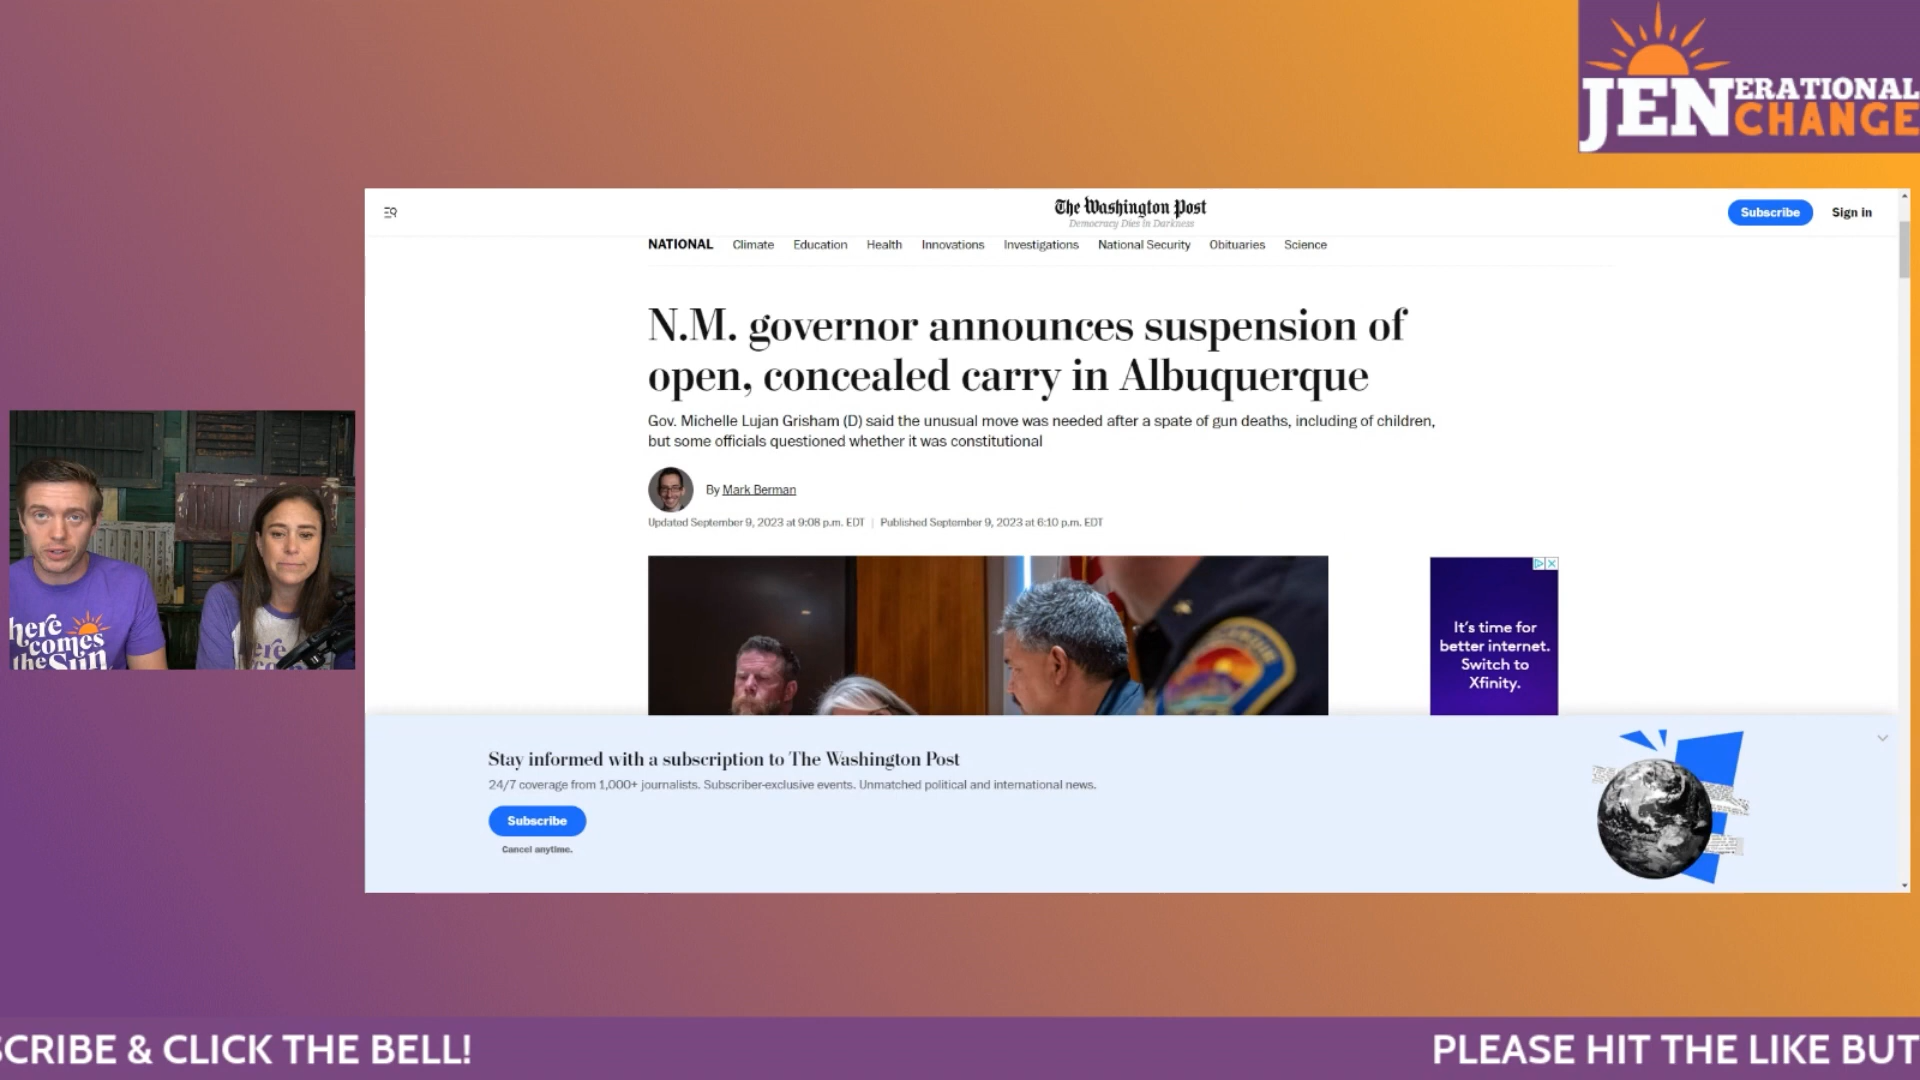 JENERATIONAL
CHANGE
The Washington Post
Democracy Dies in Darkness
Subscribe
Sign in
NATIONAL Climate Education Health Innovations Investigations National Security Obituaries Science
N.M. governor announces suspension of
open, concealed carry in Albuquerque
Gov. Michelle Lujan Grisham (D) said the unusual move was needed after a spate of gun deaths, including of children,
but some officials questioned whether it was constitutional
By Mark Berman
Updated September 9, 2023 at 9:08 p.m. EDT | Published September 9, 2023 at 6:10 p.m. EDT
here
comes
the Sun
It's time for
better internet.
Switch to
Xfinity.
Stay informed with a subscription to The Washington Post
24/7 coverage from 1,000+ journalists. Subscriber-exclusive events. Unmatched political and international news.
Subscribe
Cancel anytime.
SCRIBE & CLICK THE BELL!
PLEASE HIT THE LIKE BUT